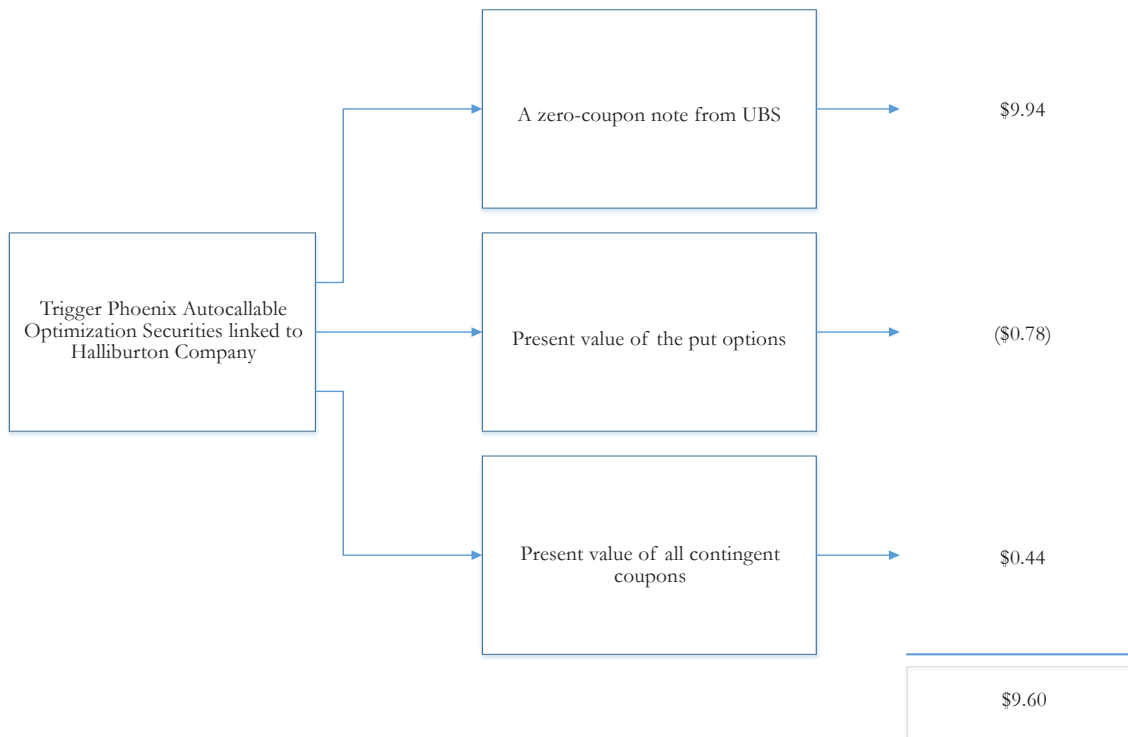 A zero-coupon note from UBS
$9.94
Trigger Phoenix Autocallable
Optimization Securities linked to
Halliburton Company
Present value of the put options
($0.78)
Present value of all contingent
coupons
$0.44
$9.60